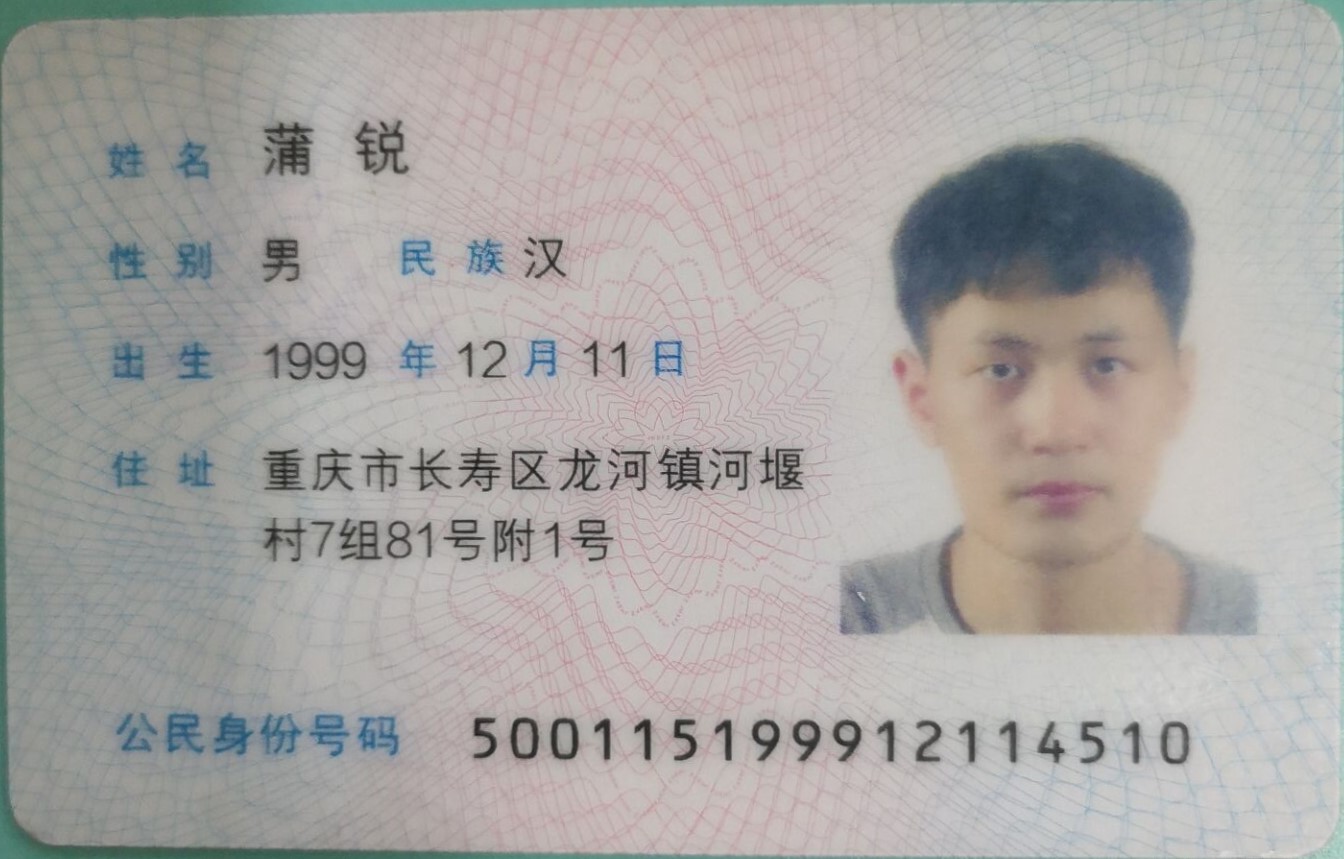 姓名 蒲锐
性别 男 民族 汉
出生 1999 年 12 月 11 日
住址 重庆市长寿区龙河镇河堰
村7组81号附1号
公民身份号码 500115199912114510